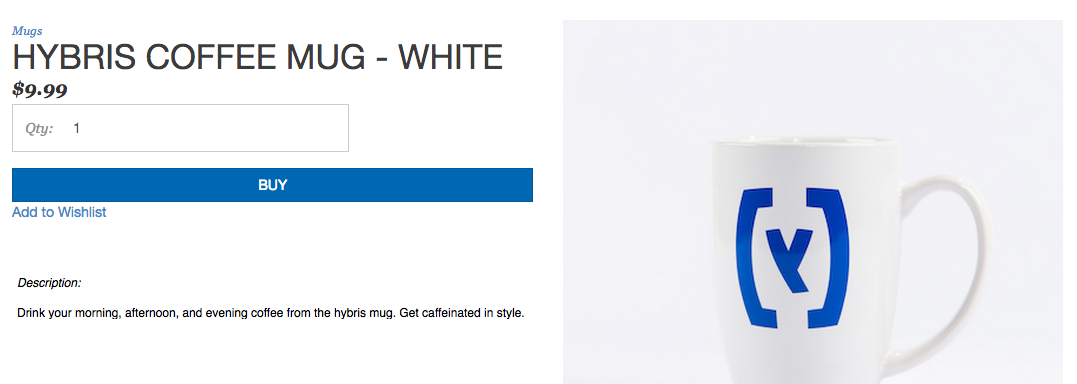 Mugs
HYBRIS COFFEE MUG - WHITE
$9.99
Qty: 1
BUY
Add to Wishlist
Description:
Drink your morning, afternoon, and evening coffee from the hybris mug. Get caffeinated in style.
[y]